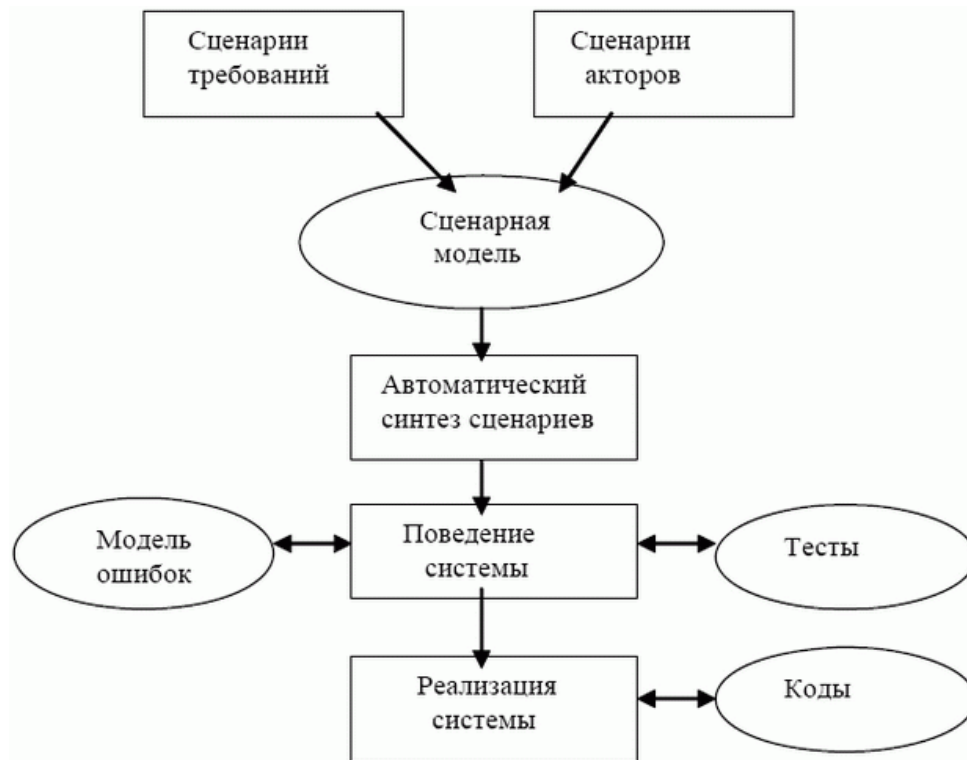 Сценарии
требований
Сценарии
акторов
Сценарная
модель
Автоматический
синтез сценариев
Модель
ошибок
Поведение
системы
Тесты
Реализация
системы
Коды